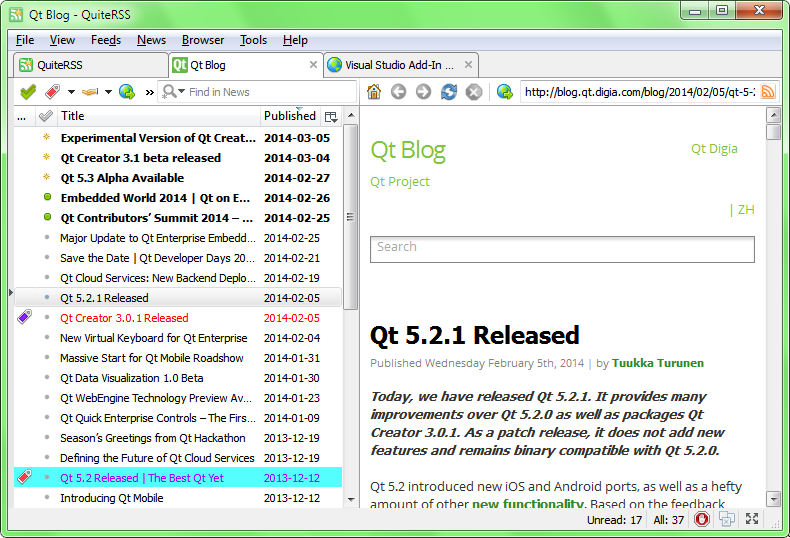 Qt Blog - QuiteRSS
File View Feeds News Browser Tools Help
QuiteRSS
Qt Blog
Visual Studio Add-In ...
Find in News
http://blog.qt.digia.com/blog/2014/02/05/qt-5-2
... Title Published
Experimental Version of Qt Creat... 2014-03-05
Qt Creator 3.1 beta released 2014-03-04
Qt 5.3 Alpha Available 2014-02-27
Embedded World 2014 | Qt on E... 2014-02-26
Qt Contributors' Summit 2014 – ... 2014-02-25
Major Update to Qt Enterprise Embedd... 2014-02-25
Save the Date | Qt Developer Days 20... 2014-02-21
Qt Cloud Services: New Backend Deplo... 2014-02-19
Qt 5.2.1 Released 2014-02-05
Qt Creator 3.0.1 Released 2014-02-05
New Virtual Keyboard for Qt Enterprise 2014-02-04
Massive Start for Qt Mobile Roadshow 2014-01-31
Qt Data Visualization 1.0 Beta 2014-01-30
Qt WebEngine Technology Preview Av... 2014-01-23
Qt Quick Enterprise Controls – The Firs... 2014-01-09
Season's Greetings from Qt Hackathon 2013-12-19
Defining the Future of Qt Cloud Services 2013-12-19
Qt 5.2 Released | The Best Qt Yet 2013-12-12
Introducing Qt Mobile 2013-12-12
Qt Blog
Qt Digia
Qt Project
| ZH
Search
Qt 5.2.1 Released
Published Wednesday February 5th, 2014 | by Tuukka Turunen
Today, we have released Qt 5.2.1. It provides many
improvements over Qt 5.2.0 as well as packages Qt
Creator 3.0.1. As a patch release, it does not add new
features and remains binary compatible with Qt 5.2.0.
Qt 5.2 introduced new iOS and Android ports, as well as a hefty
amount of other new functionality. Based on the feedback
Unread: 17 All: 37